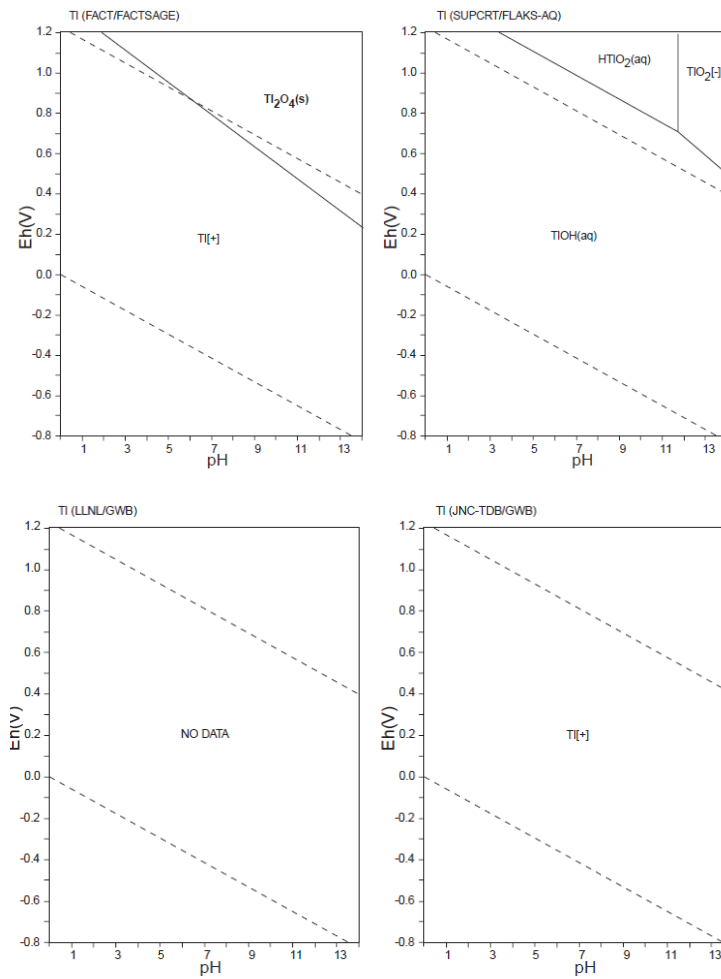 Tl (FACT/FACTSAGE)
1.2
1.0
0.8
0.6
0.4
0.2
0.0
-0.2
-0.4
-0.6
-0.8
Eh(V)
Tl₂O₄(s)
Tl[+]
1 3 5 7 9 11 13
pH
Tl (SUPCRT/FLAKS-AQ)
1.2
1.0
0.8
0.6
0.4
0.2
0.0
-0.2
-0.4
-0.6
-0.8
Eh(V)
HTlO₂(aq)
TlO₂[-]
TlOH(aq)
1 3 5 7 9 11 13
pH
Tl (LLNL/GWB)
1.2
1.0
0.8
0.6
0.4
0.2
0.0
-0.2
-0.4
-0.6
-0.8
Eh(V)
NO DATA
1 3 5 7 9 11 13
pH
Tl (JNC-TDB/GWB)
1.2
1.0
0.8
0.6
0.4
0.2
0.0
-0.2
-0.4
-0.6
-0.8
Eh(V)
Tl[+]
1 3 5 7 9 11 13
pH